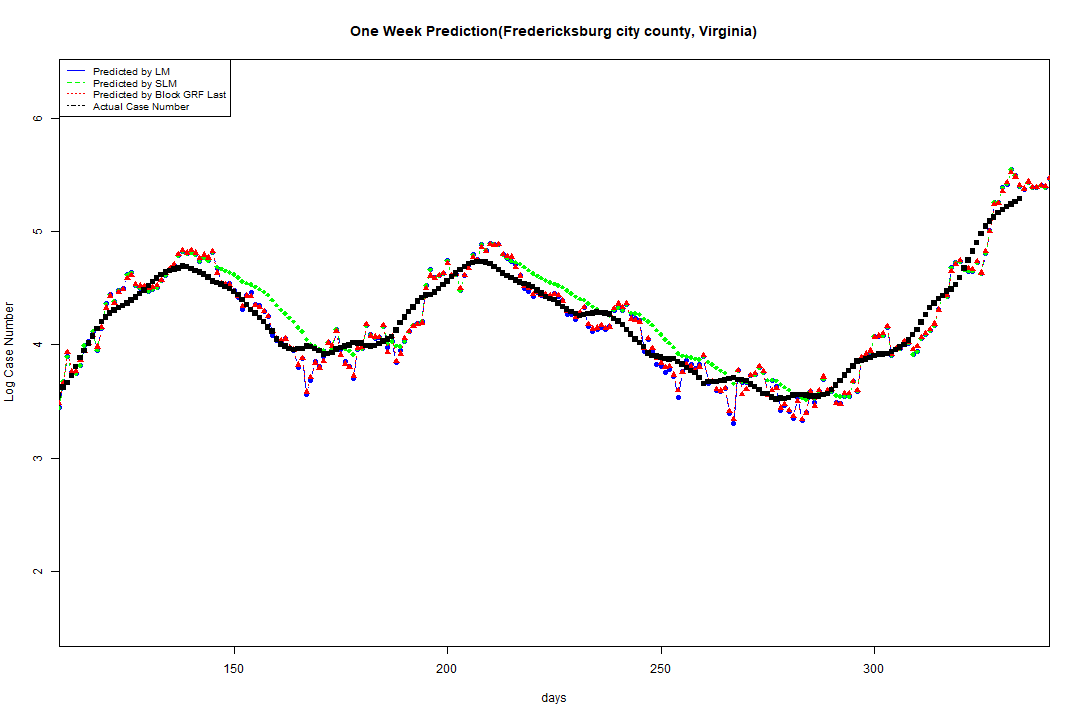 One Week Prediction(Fredericksburg city county, Virginia)
Predicted by LM
Predicted by SLM
Predicted by Block GRF Last
Actual Case Number
Log Case Number
6
5
4
3
2
150
200
250
300
days